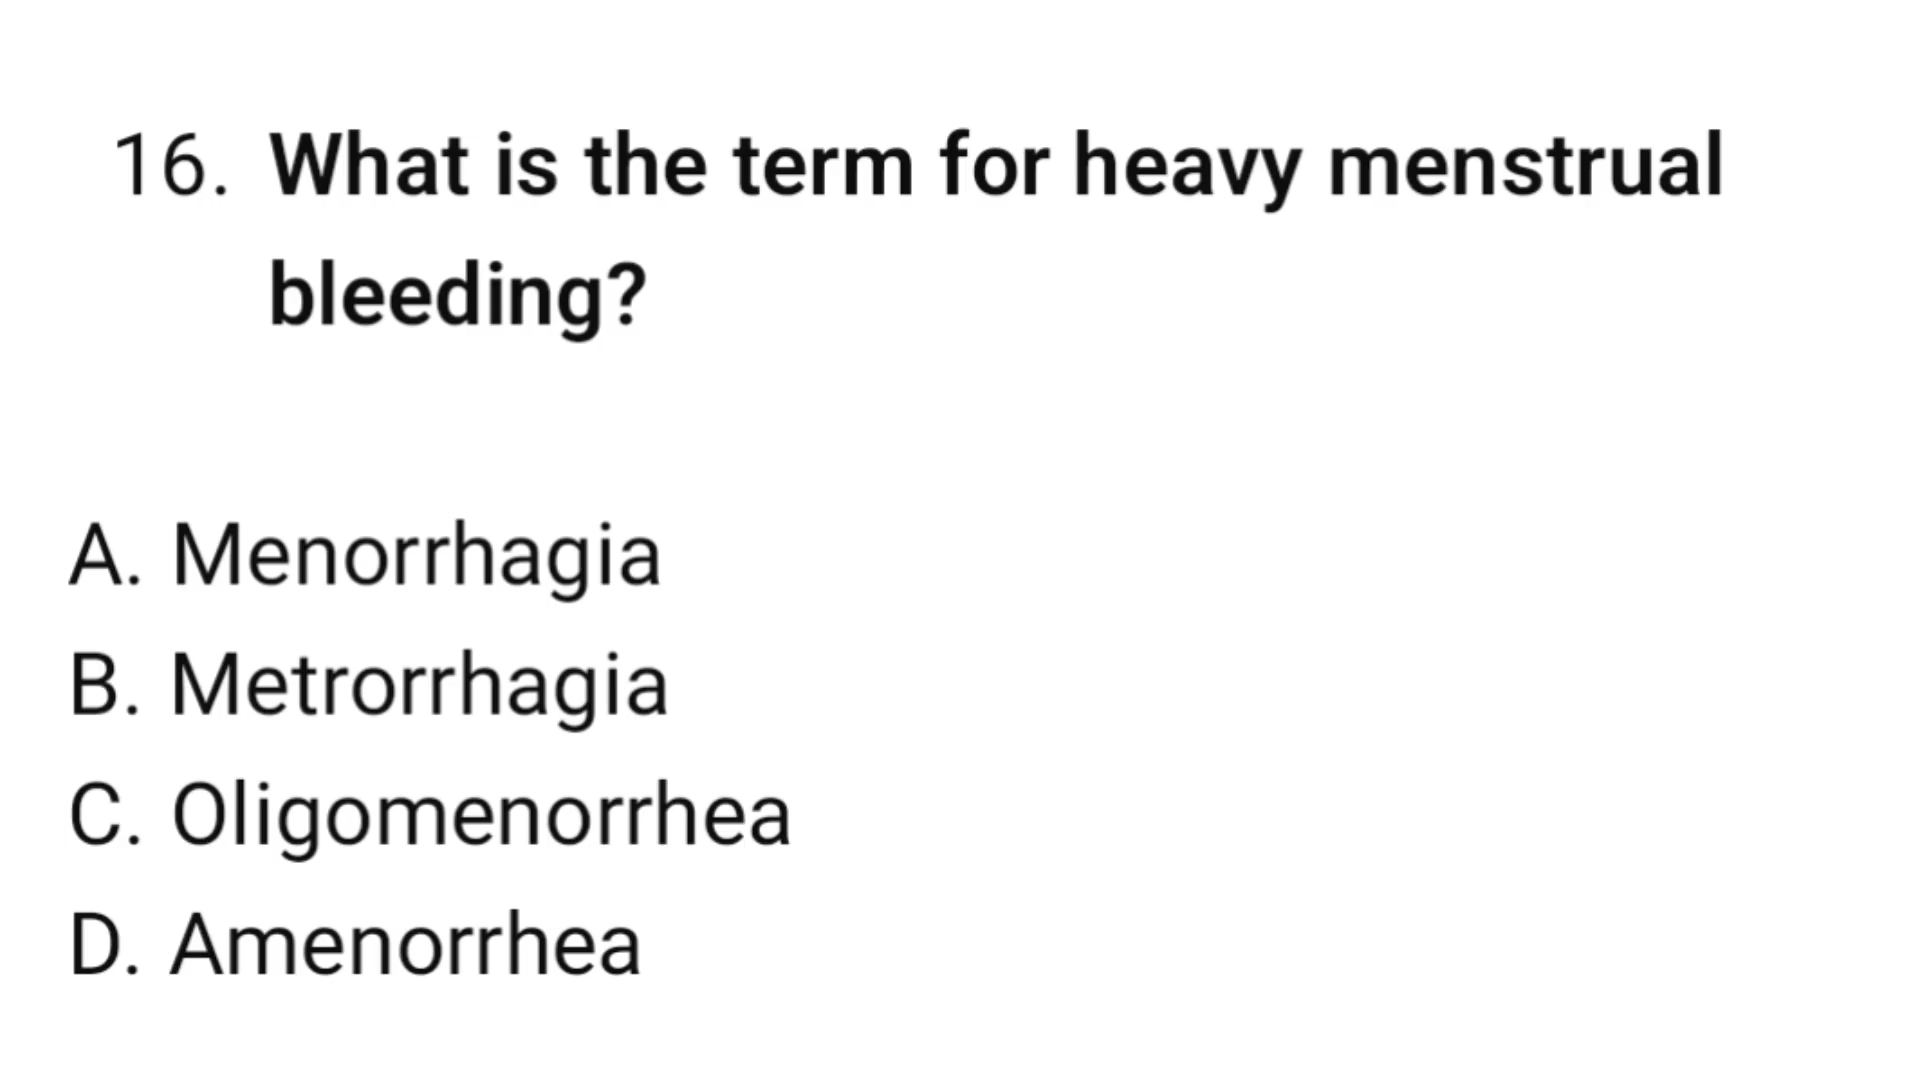 16. What is the term for heavy menstrual
bleeding?
A. Menorrhagia
B. Metrorrhagia
C. Oligomenorrhea
D. Amenorrhea